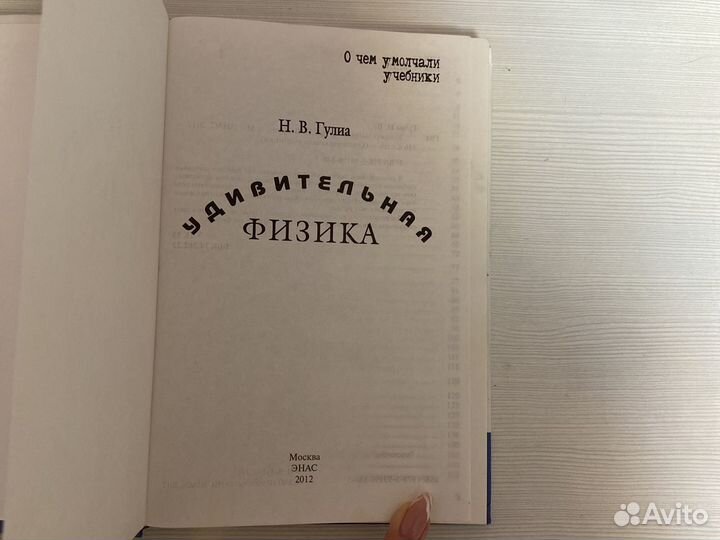 О чем умолчали
учебники
Н. В. Гулиа
УДИВИТЕЛЬНАЯ
ФИЗИКА
Москва
ЭНАС
2012
Avito